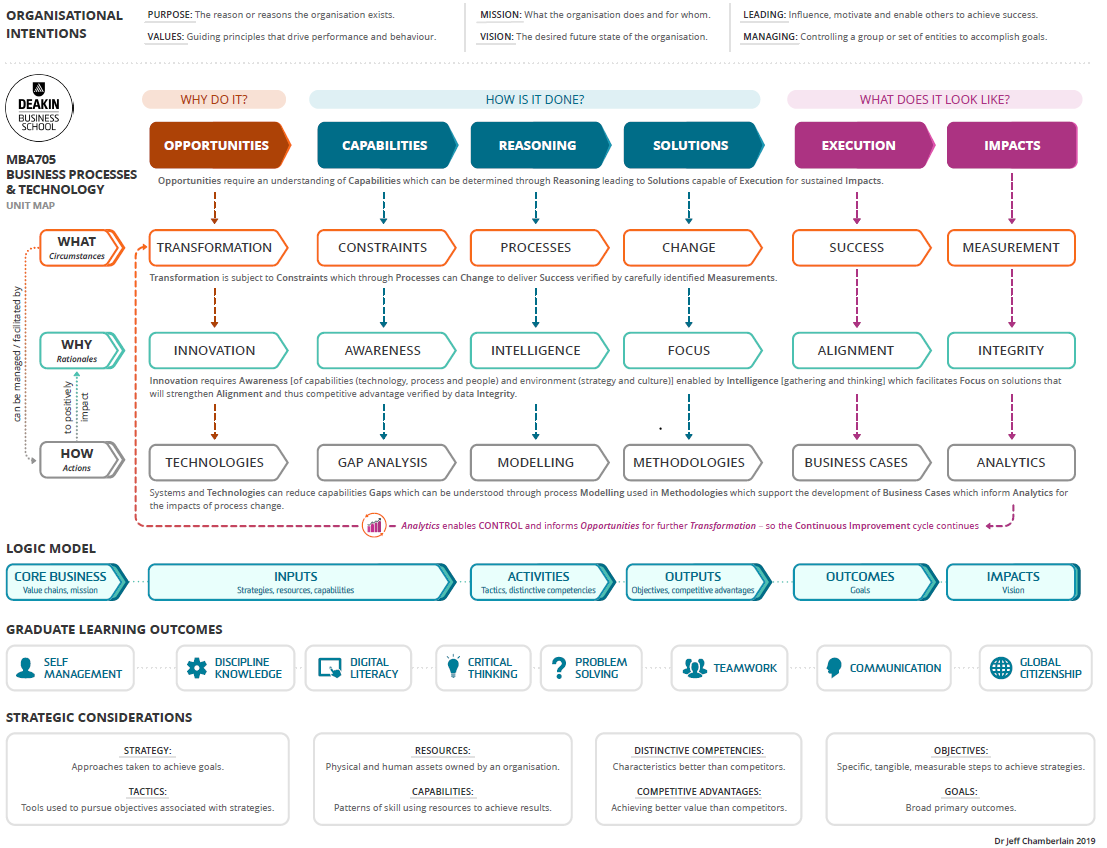 ORGANISATIONAL INTENTIONS
PURPOSE: The reason or reasons the organisation exists.
VALUES: Guiding principles that drive performance and behaviour.
MISSION: What the organisation does and for whom.
VISION: The desired future state of the organisation.
LEADING: Influence, motivate and enable others to achieve success.
MANAGING: Controlling a group or set of entities to accomplish goals.
DEAKIN
BUSINESS
SCHOOL
MBA705
BUSINESS PROCESSES
& TECHNOLOGY
UNIT MAP
WHY DO IT?
HOW IS IT DONE?
WHAT DOES IT LOOK LIKE?
OPPORTUNITIES
CAPABILITIES
REASONING
SOLUTIONS
EXECUTION
IMPACTS
Opportunities require an understanding of Capabilities which can be determined through Reasoning leading to Solutions capable of Execution for sustained Impacts.
WHAT
Circumstances
TRANSFORMATION
CONSTRAINTS
PROCESSES
CHANGE
SUCCESS
MEASUREMENT
Transformation is subject to Constraints which through Processes can Change to deliver Success verified by carefully identified Measurements.
can be managed / facilitated by
WHY
Rationales
INNOVATION
AWARENESS
INTELLIGENCE
FOCUS
ALIGNMENT
INTEGRITY
Innovation requires Awareness [of capabilities (technology, process and people) and environment (strategy and culture)] enabled by Intelligence [gathering and thinking] which facilitates Focus on solutions that
will strengthen Alignment and thus competitive advantage verified by data Integrity.
to positively
impact
HOW
Actions
TECHNOLOGIES
GAP ANALYSIS
MODELLING
METHODOLOGIES
BUSINESS CASES
ANALYTICS
Systems and Technologies can reduce capabilities Gaps which can be understood through process Modelling used in Methodologies which support the development of Business Cases which inform Analytics for
the impacts of process change.
Analytics enables CONTROL and informs Opportunities for further Transformation – so the Continuous Improvement cycle continues
LOGIC MODEL
CORE BUSINESS
Value chains, mission
INPUTS
Strategies, resources, capabilities
ACTIVITIES
Tactics, distinctive competencies
OUTPUTS
Objectives, competitive advantages
OUTCOMES
Goals
IMPACTS
Vision
GRADUATE LEARNING OUTCOMES
SELF
MANAGEMENT
DISCIPLINE
KNOWLEDGE
DIGITAL
LITERACY
CRITICAL
THINKING
PROBLEM
SOLVING
TEAMWORK
COMMUNICATION
GLOBAL
CITIZENSHIP
STRATEGIC CONSIDERATIONS
STRATEGY:
Approaches taken to achieve goals.
TACTICS:
Tools used to pursue objectives associated with strategies.
RESOURCES:
Physical and human assets owned by an organisation.
CAPABILITIES:
Patterns of skill using resources to achieve results.
DISTINCTIVE COMPETENCIES:
Characteristics better than competitors.
COMPETITIVE ADVANTAGES:
Achieving better value than competitors.
OBJECTIVES:
Specific, tangible, measurable steps to achieve strategies.
GOALS:
Broad primary outcomes.
Dr Jeff Chamberlain 2019